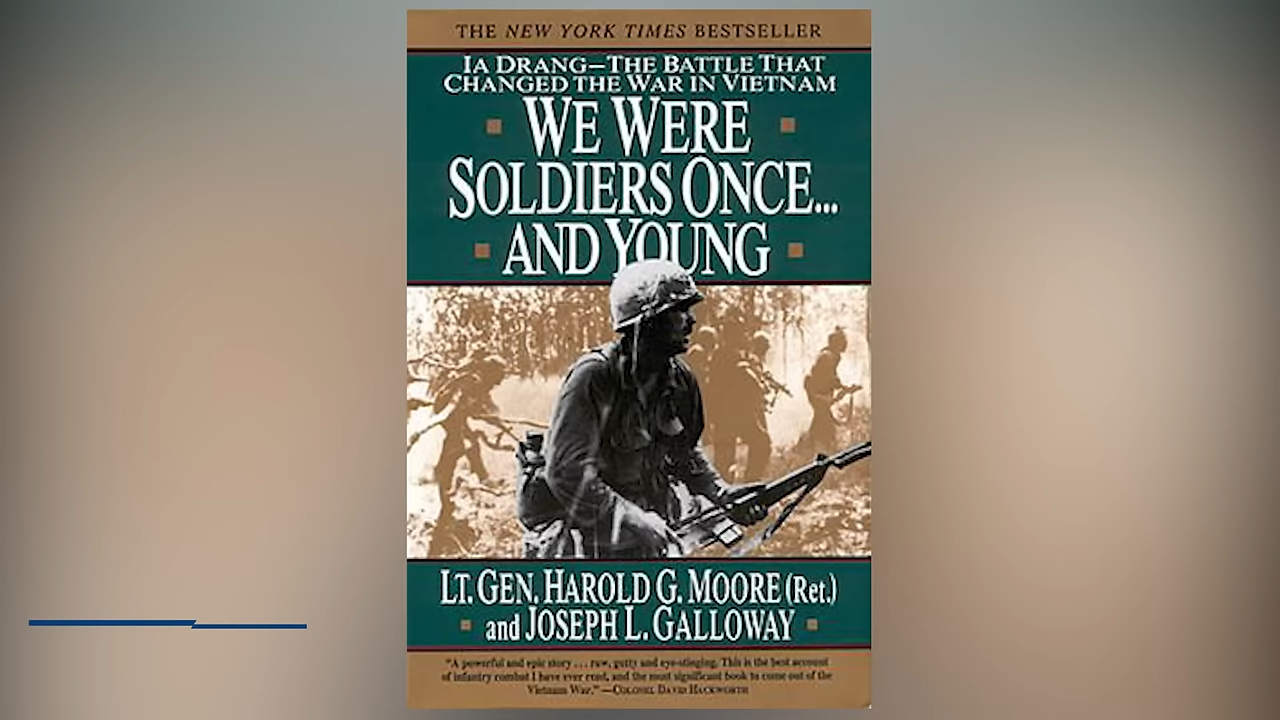 THE NEW YORK TIMES BESTSELLER
IA DRANG—THE BATTLE THAT
CHANGED THE WAR IN VIETNAM
WE WERE
SOLDIERS ONCE...
AND YOUNG
LT. GEN. HAROLD G. MOORE (Ret.)
and JOSEPH L. GALLOWAY
"A powerful and epic story . . . raw, gutty and eye-stinging. This is the best account
of infantry combat I have ever read, and the most significant book to come out of the
Vietnam War." —COLONEL DAVID HACKWORTH